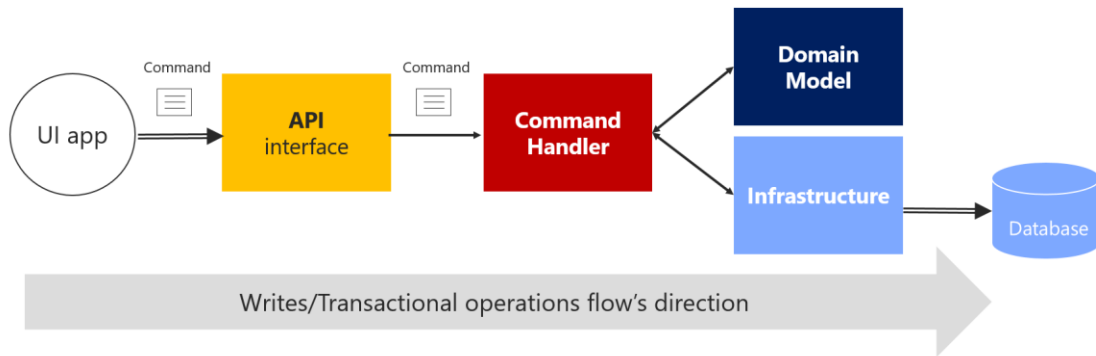 Command
Command
UI app
API
interface
Command
Handler
Domain
Model
Infrastructure
Database
Writes/Transactional operations flow's direction